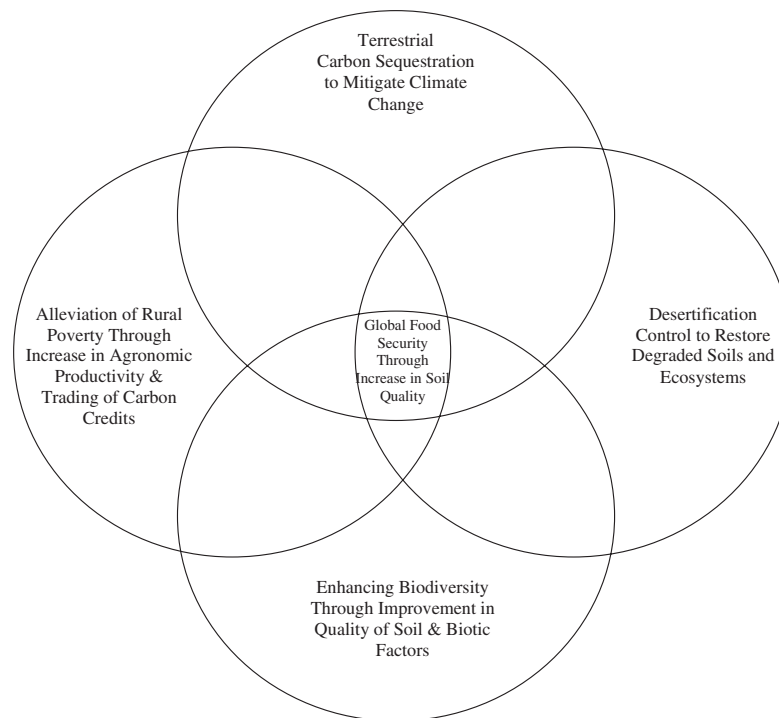 Terrestrial
Carbon Sequestration
to Mitigate Climate
Change
Alleviation of Rural
Poverty Through
Increase in Agronomic
Productivity &
Trading of Carbon
Credits
Global Food
Security
Through
Increase in Soil
Quality
Desertification
Control to Restore
Degraded Soils and
Ecosystems
Enhancing Biodiversity
Through Improvement in
Quality of Soil & Biotic
Factors